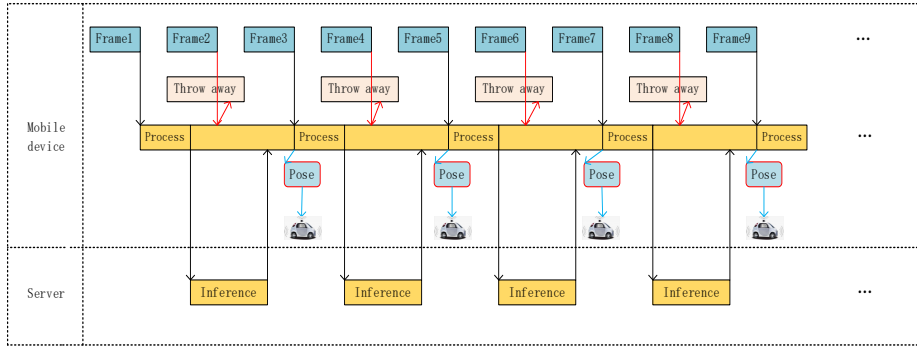 Frame1 Frame2 Frame3 Frame4 Frame5 Frame6 Frame7 Frame8 Frame9 ...
Throw away Throw away Throw away Throw away
Mobile device
Process Process Process Process Process ...
Pose Pose Pose Pose
Server
Inference Inference Inference Inference ...